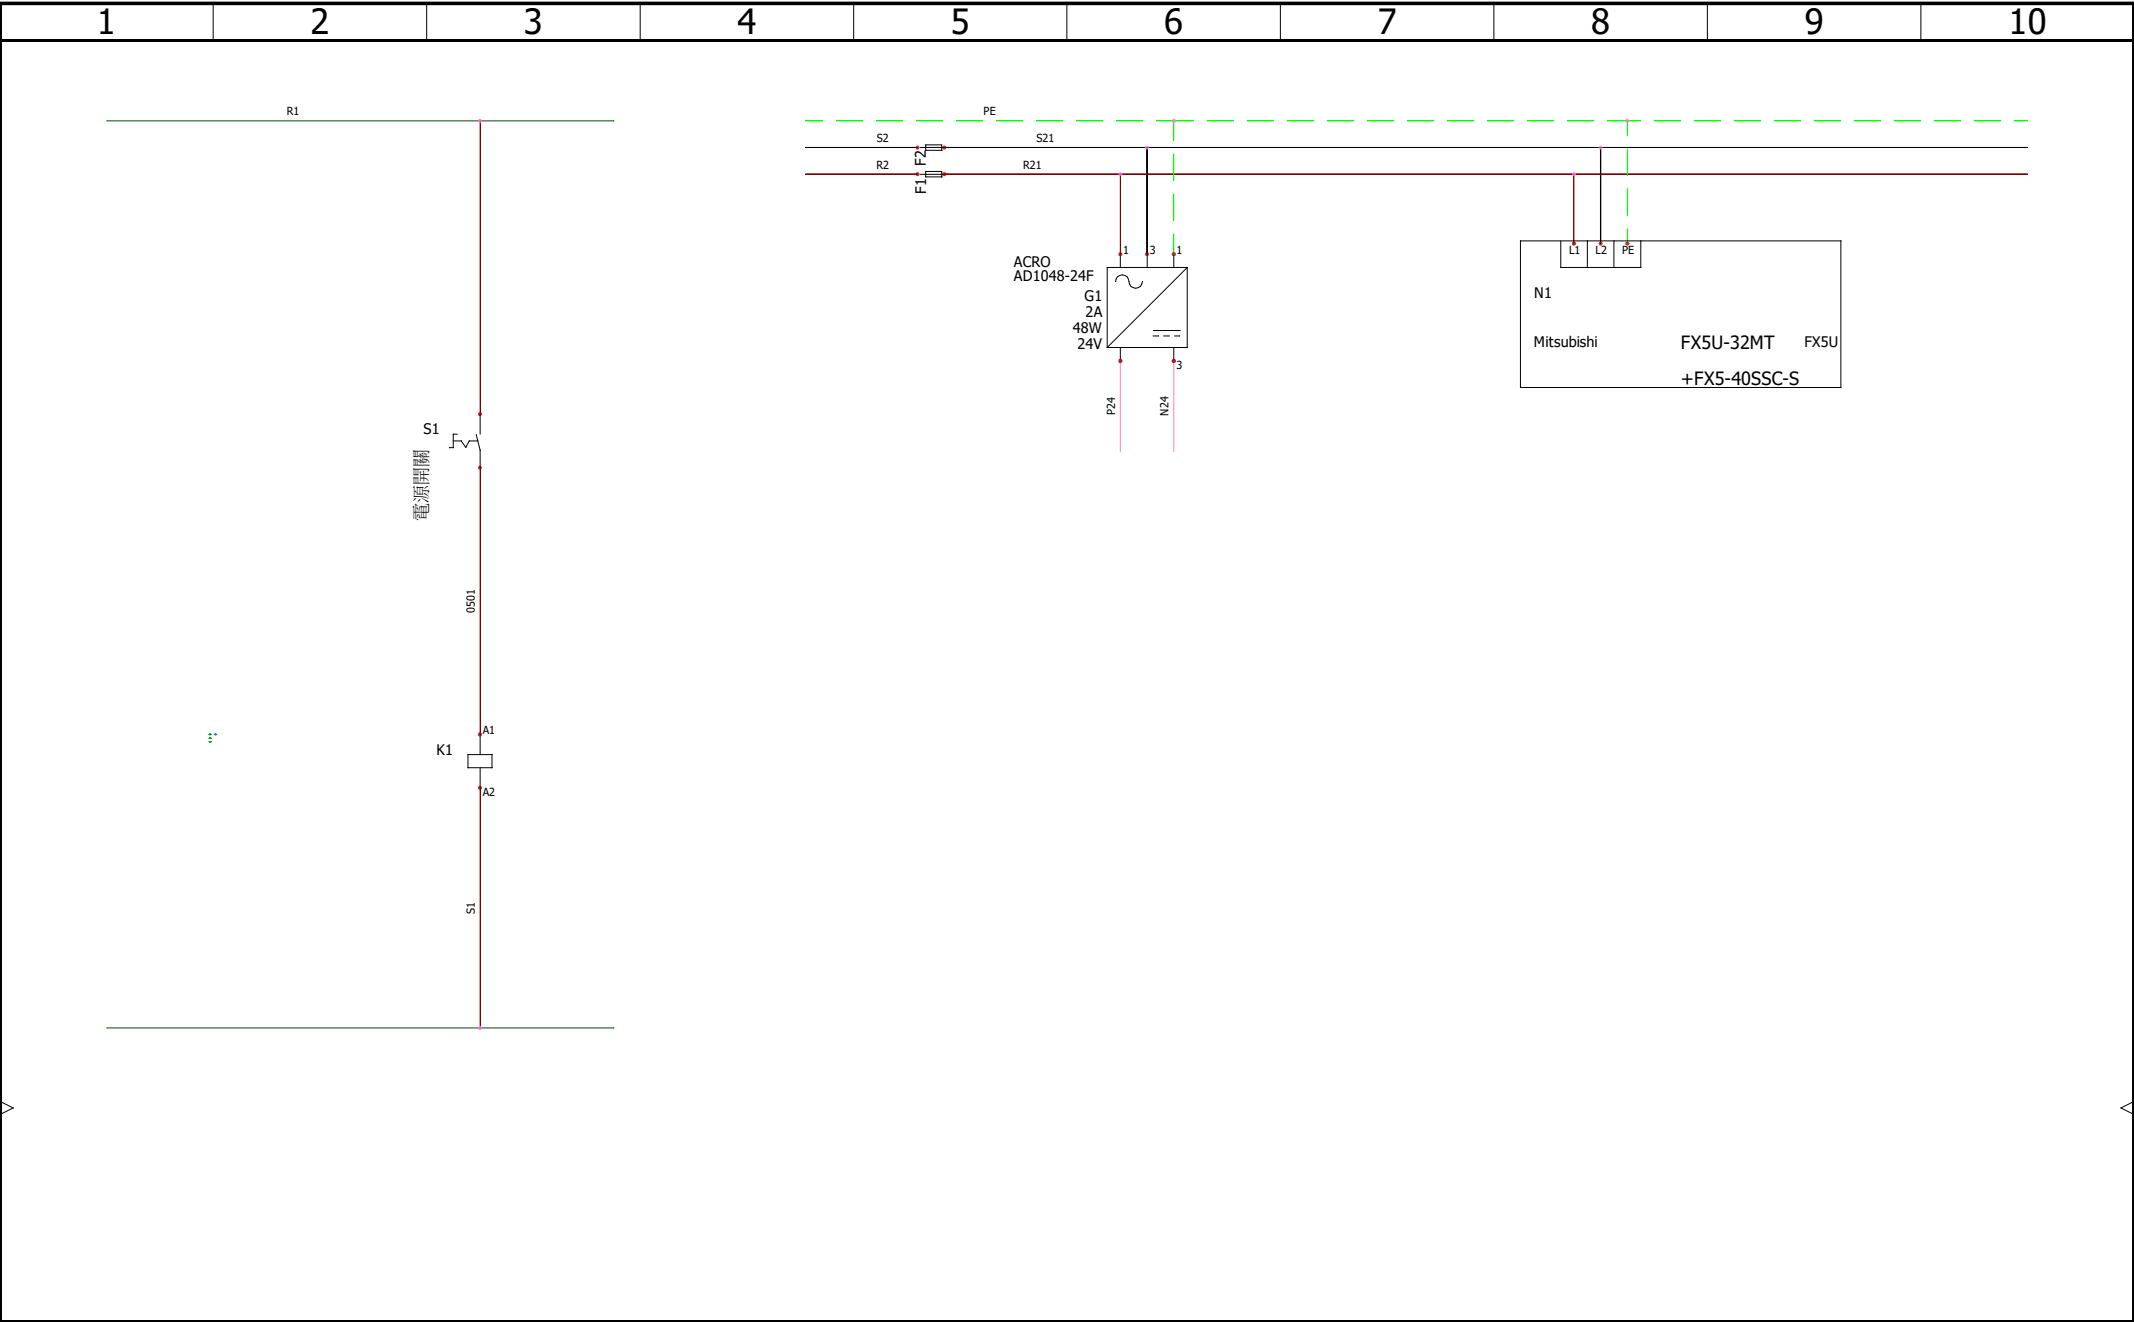 1 2 3 4 5 6 7 8 9 10
R1
PE
S2 S21
R2 R21
F2
F1
1 3 1
ACRO
AD1048-24F
G1
2A
48W
24V
3
P24
N24
L1 L2 PE
N1
Mitsubishi FX5U-32MT FX5U
+FX5-40SSC-S
S1
電源開關
0501
A1
K1
A2
S1